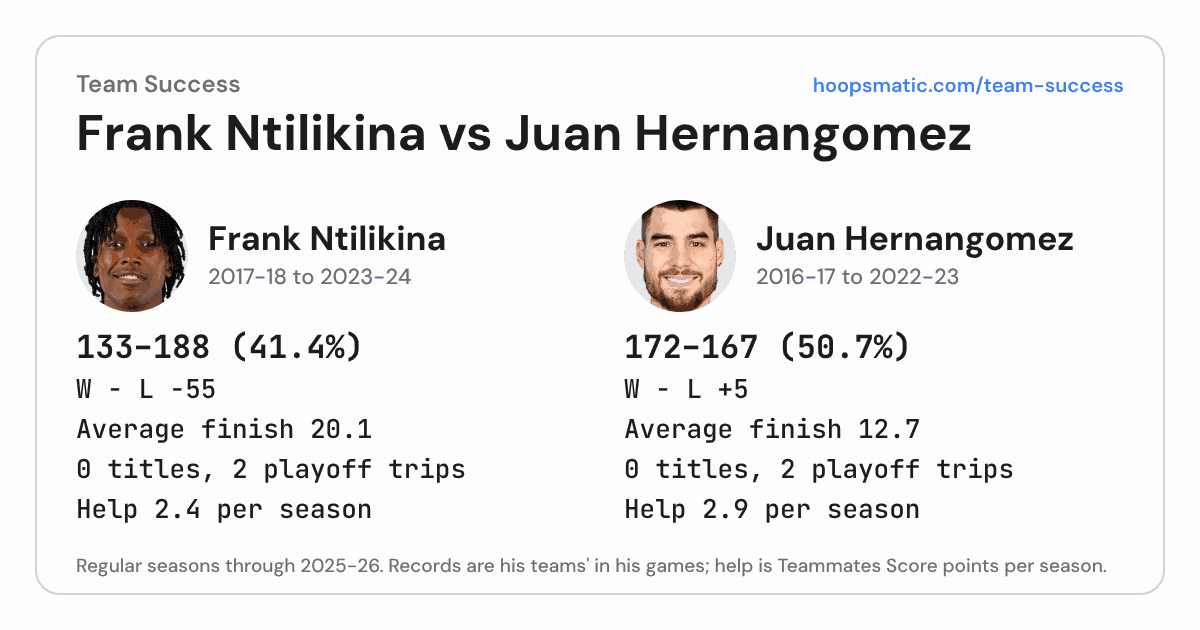 Team Success
hoopsmatic.com/team-success
Frank Ntilikina vs Juan Hernangomez
Frank Ntilikina
2017-18 to 2023-24
133-188 (41.4%)
W - L -55
Average finish 20.1
0 titles, 2 playoff trips
Help 2.4 per season
Juan Hernangomez
2016-17 to 2022-23
172-167 (50.7%)
W - L +5
Average finish 12.7
0 titles, 2 playoff trips
Help 2.9 per season
Regular seasons through 2025-26. Records are his teams' in his games; help is Teammates Score points per season.